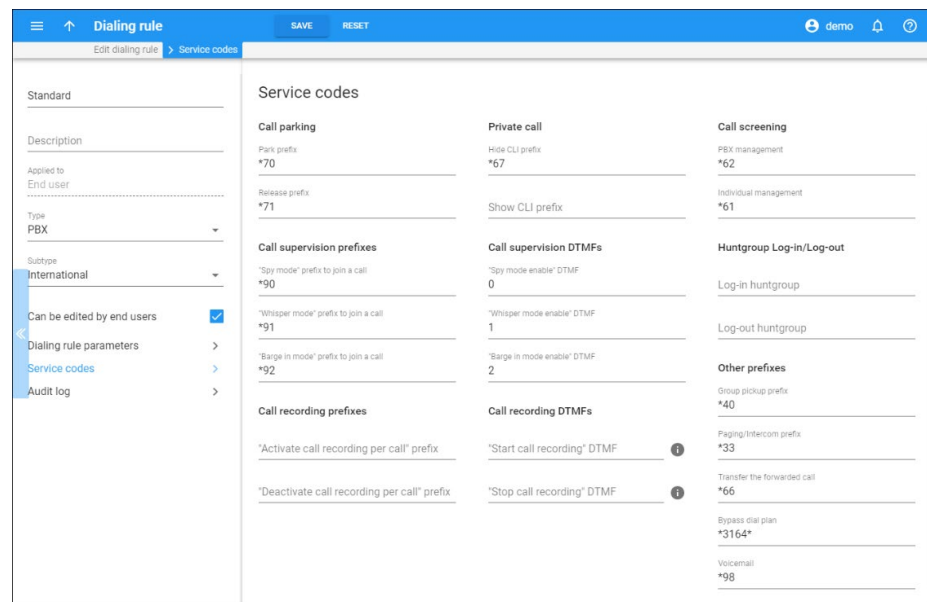 Dialing rule
SAVE
RESET
demo
Edit dialing rule > Service codes
Standard
Description
Applied to
End user
Type
PBX
Subtype
International
Can be edited by end users
Dialing rule parameters
Service codes
Audit log
Service codes
Call parking
Park prefix
*70
Release prefix
*71
Call supervision prefixes
"Spy mode" prefix to join a call
*90
"Whisper mode" prefix to join a call
*91
"Barge in mode" prefix to join a call
*92
Call recording prefixes
"Activate call recording per call" prefix
"Deactivate call recording per call" prefix
Private call
Hide CLI prefix
*67
Show CLI prefix
Call supervision DTMFs
"Spy mode enable" DTMF
0
"Whisper mode enable" DTMF
1
"Barge in mode enable" DTMF
2
Call recording DTMFs
"Start call recording" DTMF
"Stop call recording" DTMF
Call screening
PBX management
*62
Individual management
*61
Huntgroup Log-in/Log-out
Log-in huntgroup
Log-out huntgroup
Other prefixes
Group pickup prefix
*40
Paging/Intercom prefix
*33
Transfer the forwarded call
*66
Bypass dial plan
*3164*
Voicemail
*98